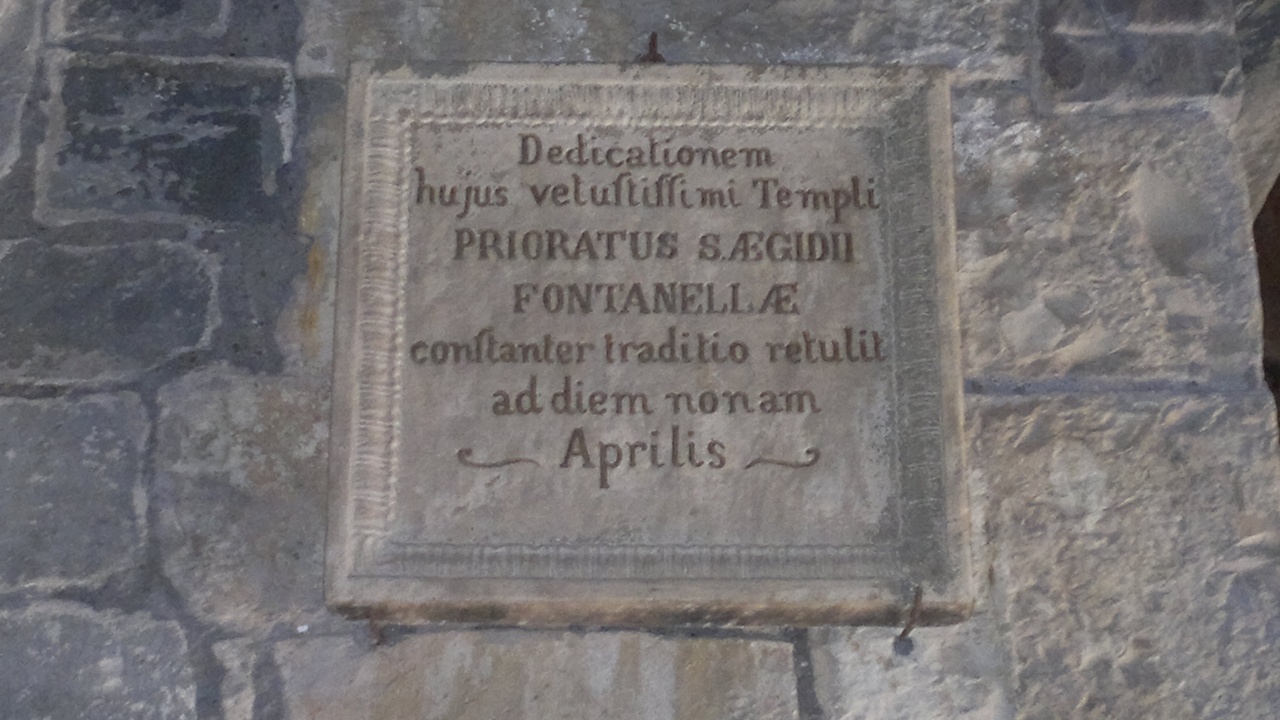 Dedicationem
hujus vetuſtiſſimi Templi
PRIORATUS S.ÆGIDII
FONTANELLÆ
conſtanter traditio retulit
ad diem nonam
Aprilis